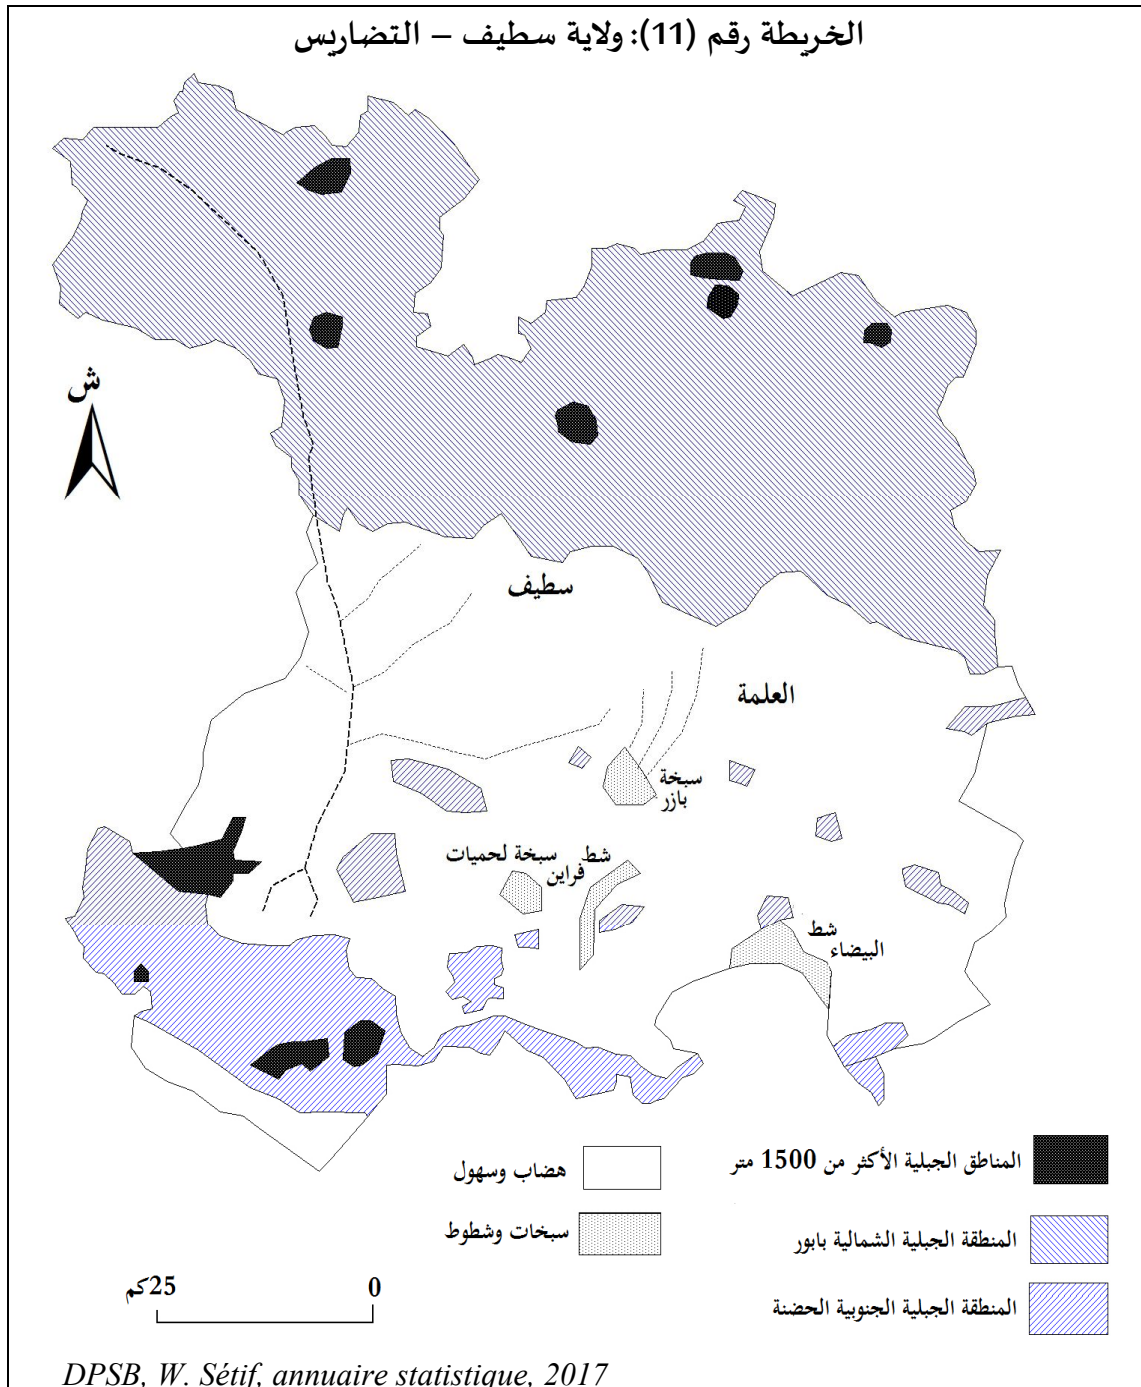 الخريطة رقم (11): ولاية سطيف – التضاريس
ش
سطيف
العلمة
سبخة
بازر
شط
فراين
سبخة لحميات
شط
البيضاء
المناطق الجبلية الأكثر من 1500 متر
هضاب وسهول
المنطقة الجبلية الشمالية بابور
سبخات وشطوط
المنطقة الجبلية الجنوبية الحضنة
0
25كم
DPSB, W. Sétif, annuaire statistique, 2017